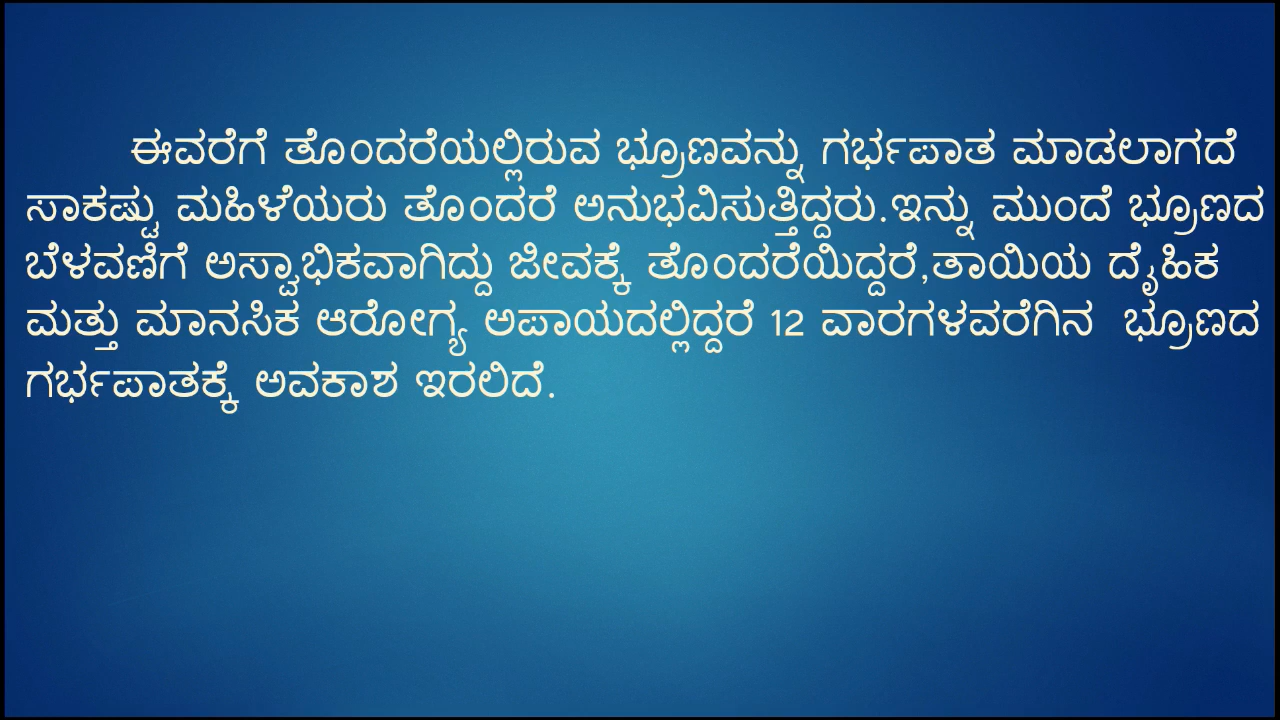 ಈವರೆಗೆ ತೊಂದರೆಯಲ್ಲಿರುವ ಭ್ರೂಣವನ್ನು ಗರ್ಭಪಾತ ಮಾಡಲಾಗದೆ
ಸಾಕಷ್ಟು ಮಹಿಳೆಯರು ತೊಂದರೆ ಅನುಭವಿಸುತ್ತಿದ್ದರು.ಇನ್ನು ಮುಂದೆ ಭ್ರೂಣದ
ಬೆಳವಣಿಗೆ ಅಸ್ವಾಭಿಕವಾಗಿದ್ದು ಜೀವಕ್ಕೆ ತೊಂದರೆಯಿದ್ದರೆ,ತಾಯಿಯ ದೈಹಿಕ
ಮತ್ತು ಮಾನಸಿಕ ಆರೋಗ್ಯ ಅಪಾಯದಲ್ಲಿದ್ದರೆ 12 ವಾರಗಳವರೆಗಿನ ಭ್ರೂಣದ
ಗರ್ಭಪಾತಕ್ಕೆ ಅವಕಾಶ ಇರಲಿದೆ.